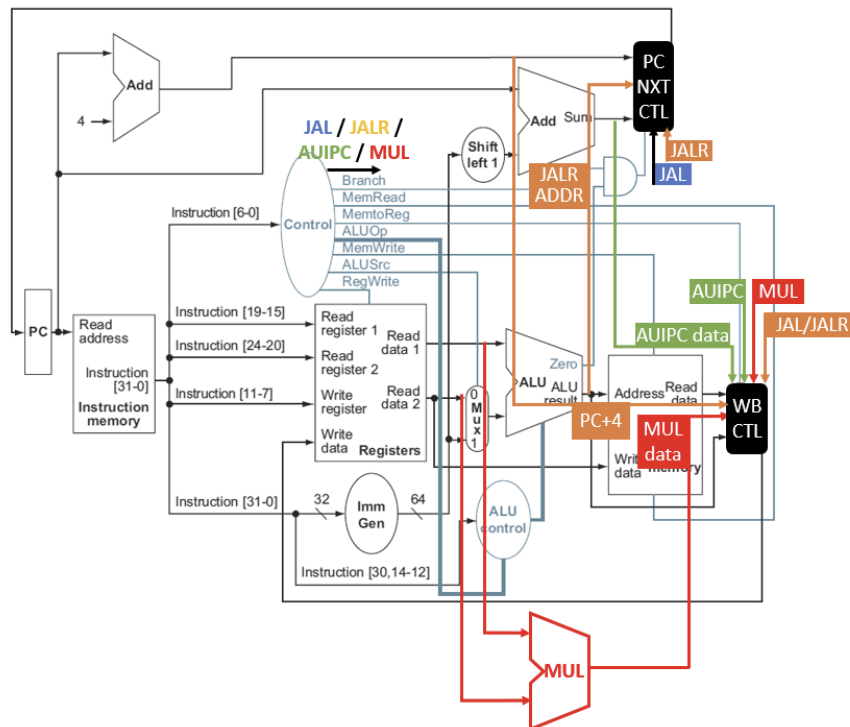 PC
NXT
CTL
Add
4
Add
Sum
JAL / JALR /
AUIPC / MUL
Shift
left 1
JALR
ADDR
JALR
JAL
Branch
MemRead
MemtoReg
ALUOp
MemWrite
ALUSrc
RegWrite
Control
Instruction [6-0]
AUIPC
MUL
JAL/JALR
AUIPC data
PC
Read
address
Instruction
[31-0]
Instruction
memory
Instruction [19-15]
Instruction [24-20]
Instruction [11-7]
Read
register 1
Read
data 1
Read
register 2
Read
data 2
Write
register
Write
data
Registers
0
M
u
x
1
Zero
ALU
ALU
result
PC+4
Address
Read
data
Write
data
MUL
data
WB
CTL
Instruction [31-0]
32
Imm
Gen
64
ALU
control
Instruction [30,14-12]
MUL